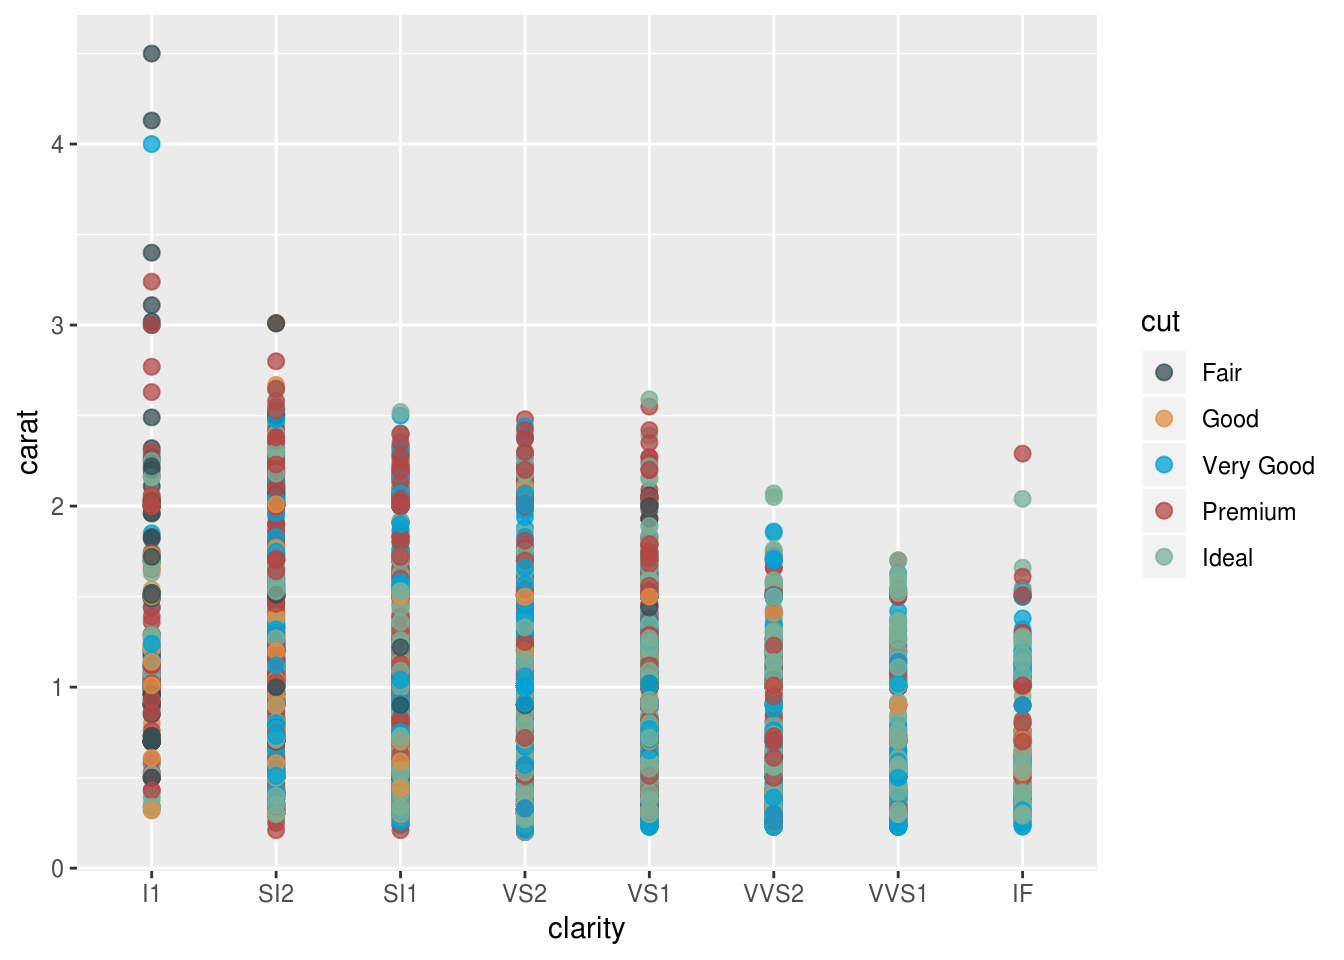 4
3
2
1
0
carat
I1 SI2 SI1 VS2 VS1 VVS2 VVS1 IF
clarity
cut
Fair
Good
Very Good
Premium
Ideal